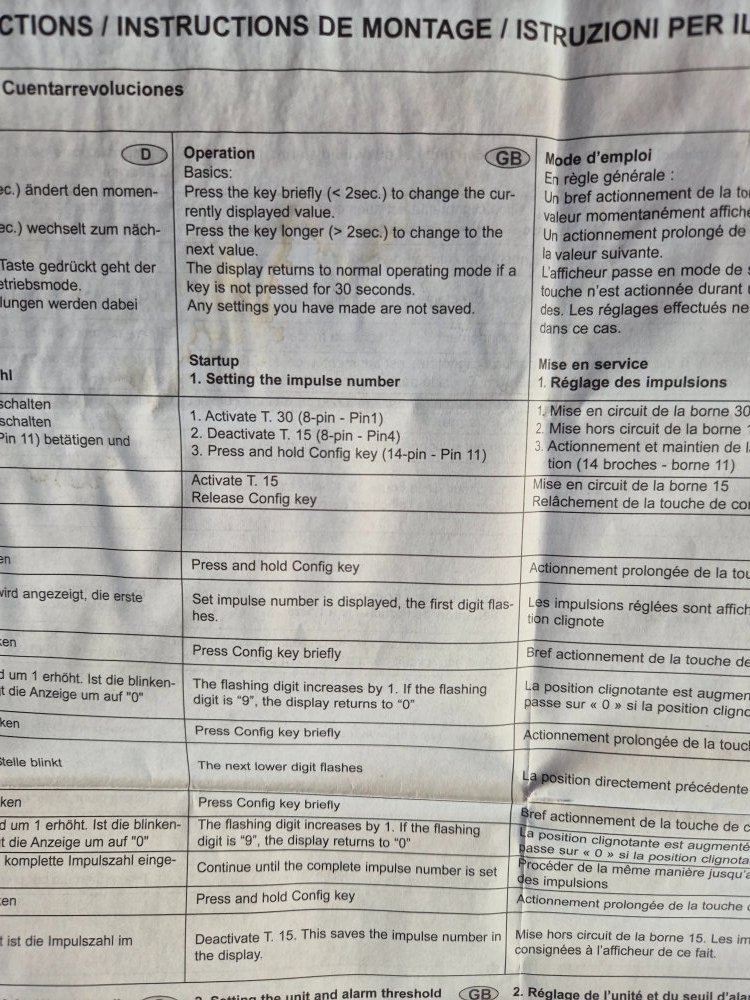 CTIONS / INSTRUCTIONS DE MONTAGE / ISTRUZIONI PER IL
Cuentarrevoluciones
D
ec.) ändert den momen-
ec.) wechselt zum näch-
Taste gedrückt geht der
etriebsmode.
lungen werden dabei
hl
schalten
schalten
Pin 11) betätigen und
en
wird angezeigt, die erste
ken
d um 1 erhöht. Ist die blinken-
t die Anzeige um auf "0"
ken
Stelle blinkt
ken
d um 1 erhöht. Ist die blinken-
t die Anzeige um auf "0"
komplette Impulszahl einge-
en
t ist die Impulszahl im
Operation
GB
Basics:
Press the key briefly (< 2sec.) to change the cur-
rently displayed value.
Press the key longer (> 2sec.) to change to the
next value.
The display returns to normal operating mode if a
key is not pressed for 30 seconds.
Any settings you have made are not saved.
Startup
1. Setting the impulse number
1. Activate T. 30 (8-pin - Pin1)
2. Deactivate T. 15 (8-pin - Pin4)
3. Press and hold Config key (14-pin - Pin 11)
Activate T. 15
Release Config key
Press and hold Config key
Set impulse number is displayed, the first digit flas-
hes.
Press Config key briefly
The flashing digit increases by 1. If the flashing
digit is “9”, the display returns to “0”
Press Config key briefly
The next lower digit flashes
Press Config key briefly
The flashing digit increases by 1. If the flashing
digit is “9”, the display returns to “0”
Continue until the complete impulse number is set
Press and hold Config key
Deactivate T. 15. This saves the impulse number in
the display.
2. Setting the unit and alarm threshold
GB
Mode d’emploi
En règle générale :
Un bref actionnement de la tou
valeur momentanément affiche
Un actionnement prolongé de
la valeur suivante.
L’afficheur passe en mode de s
touche n’est actionnée durant
des. Les réglages effectués ne
dans ce cas.
Mise en service
1. Réglage des impulsions
1. Mise en circuit de la borne 30
2. Mise hors circuit de la borne 1
3. Actionnement et maintien de l
tion (14 broches - borne 11)
Mise en circuit de la borne 15
Relâchement de la touche de con
Actionnement prolongée de la tou
Les impulsions réglées sont affich
tion clignote
Bref actionnement de la touche de
La position clignotante est augmen
passe sur « 0 » si la position cligno
Actionnement prolongée de la touc
La position directement précédente
Bref actionnement de la touche de c
La position clignotante est augmenté
passe sur « 0 » si la position clignota
Procéder de la même manière jusqu’à
des impulsions
Actionnement prolongée de la touche
Mise hors circuit de la borne 15. Les im
consignées à l’afficheur de ce fait.
2. Réglage de l’unité et du seuil d’alarm